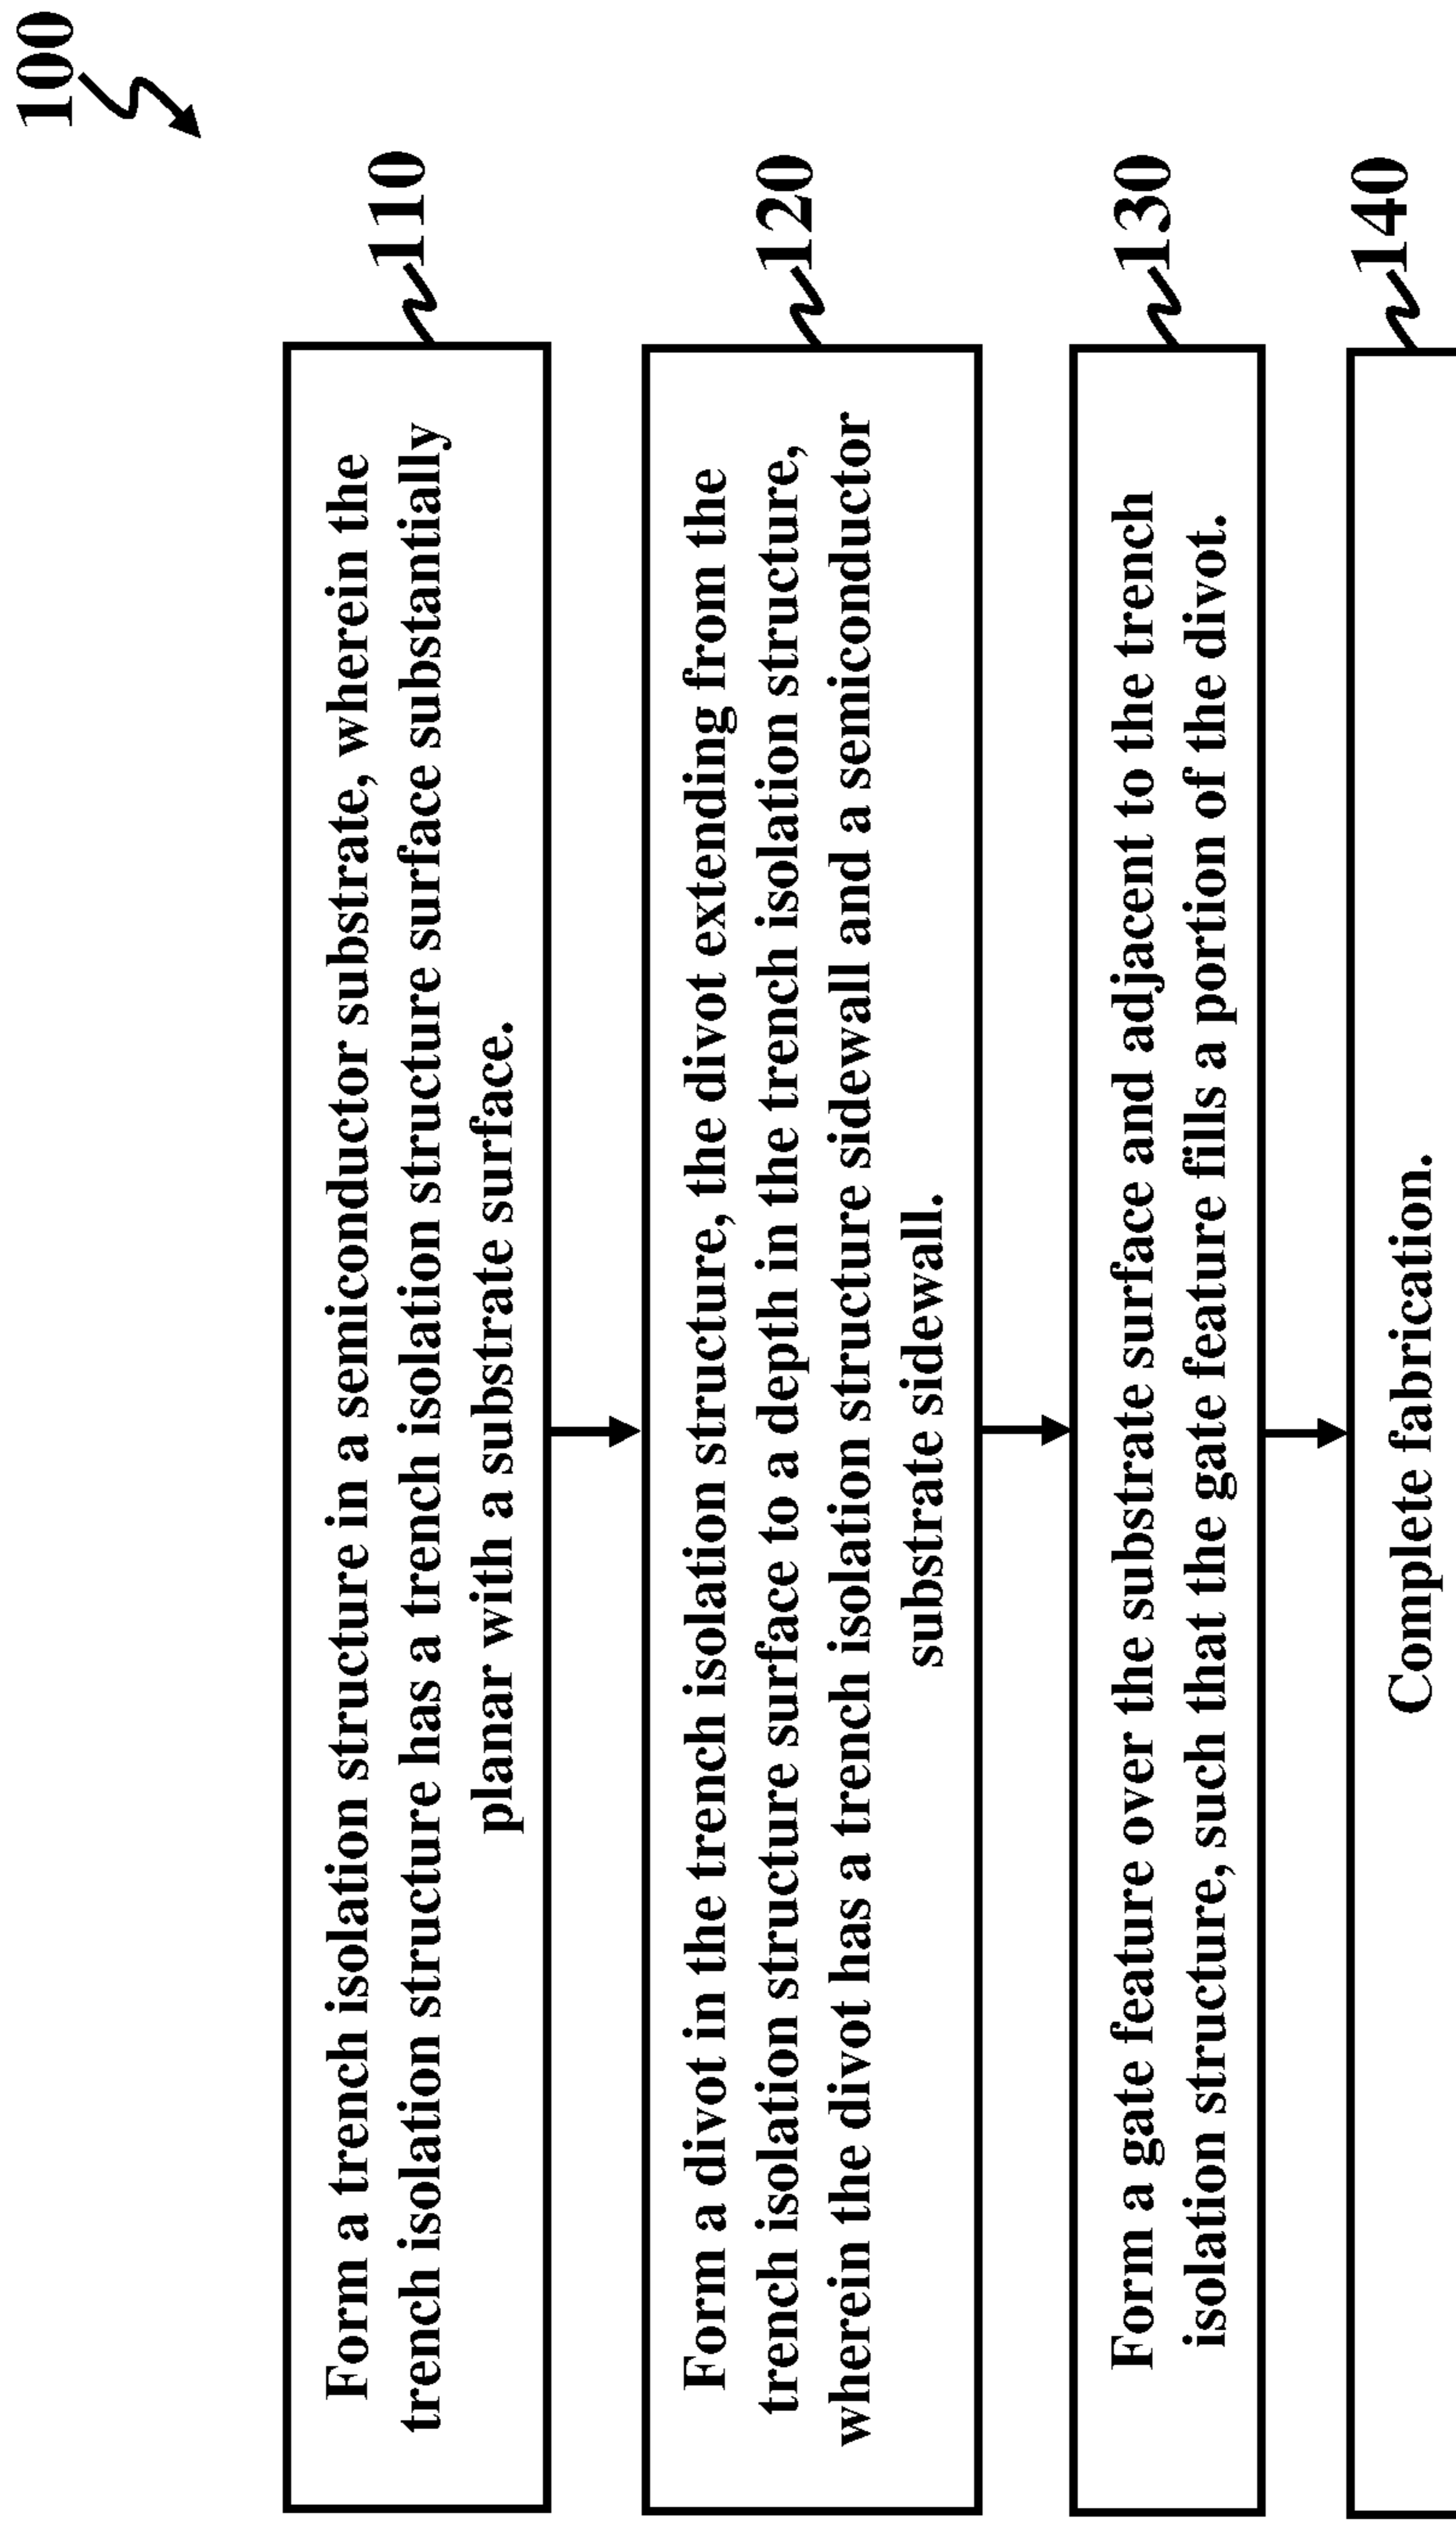 100
Form a trench isolation structure in a semiconductor substrate, wherein the
trench isolation structure has a trench isolation structure surface substantially
planar with a substrate surface.
110
Form a divot in the trench isolation structure, the divot extending from the
trench isolation structure surface to a depth in the trench isolation structure,
wherein the divot has a trench isolation structure sidewall and a semiconductor
substrate sidewall.
120
Form a gate feature over the substrate surface and adjacent to the trench
isolation structure, such that the gate feature fills a portion of the divot.
130
Complete fabrication.
140